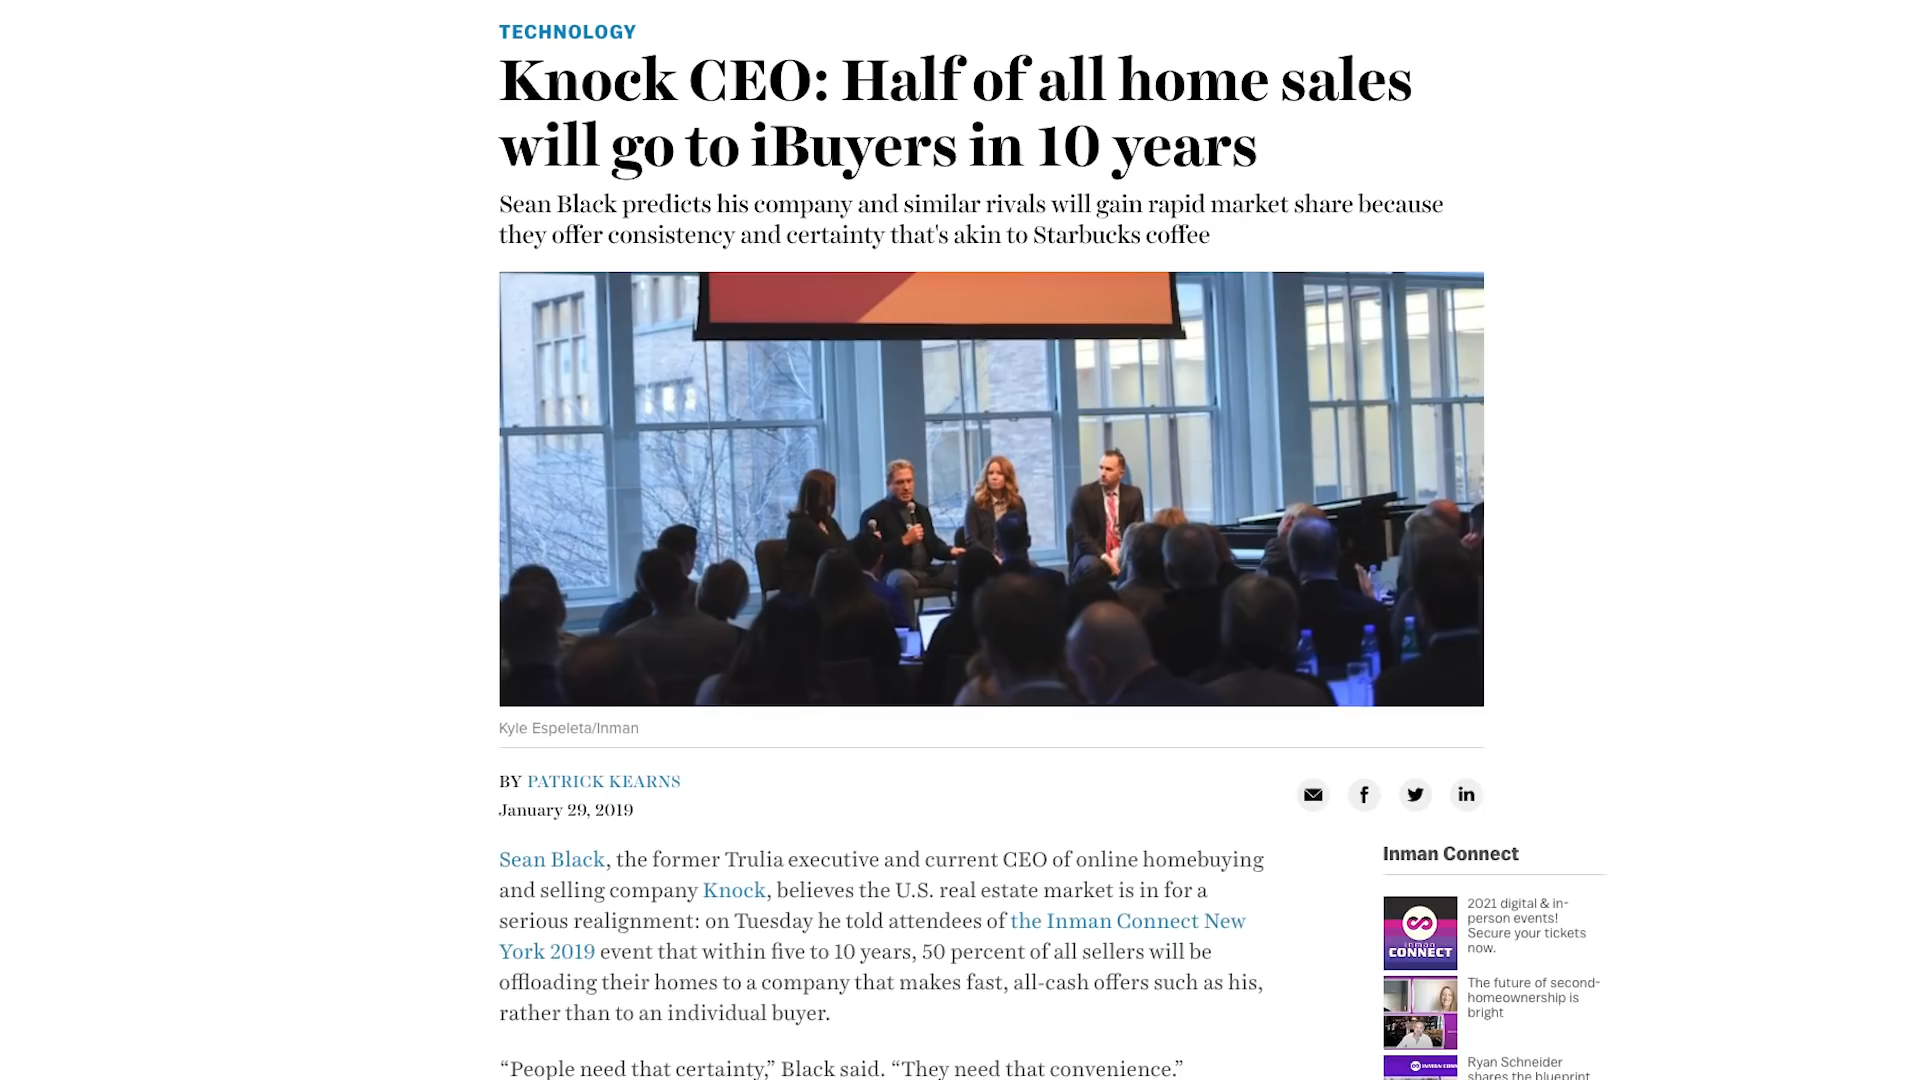 TECHNOLOGY
Knock CEO: Half of all home sales
will go to iBuyers in 10 years
Sean Black predicts his company and similar rivals will gain rapid market share because
they offer consistency and certainty that's akin to Starbucks coffee
Kyle Espeleta/Inman
BY PATRICK KEARNS
January 29, 2019
Sean Black, the former Trulia executive and current CEO of online homebuying
and selling company Knock, believes the U.S. real estate market is in for a
serious realignment: on Tuesday he told attendees of the Inman Connect New
York 2019 event that within five to 10 years, 50 percent of all sellers will be
offloading their homes to a company that makes fast, all-cash offers such as his,
rather than to an individual buyer.
“People need that certainty,” Black said. “They need that convenience.”
Inman Connect
inman
CONNECT
2021 digital & in-
person events!
Secure your tickets
now.
The future of second-
homeownership is
bright
Ryan Schneider
shares the blueprint